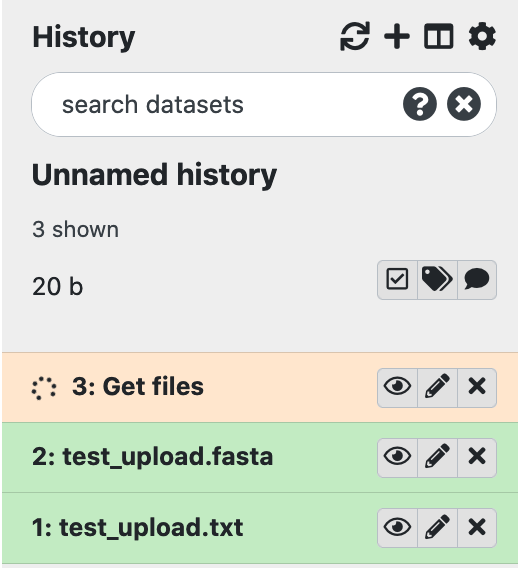 History
search datasets
Unnamed history
3 shown
20 b
3: Get files
2: test_upload.fasta
1: test_upload.txt